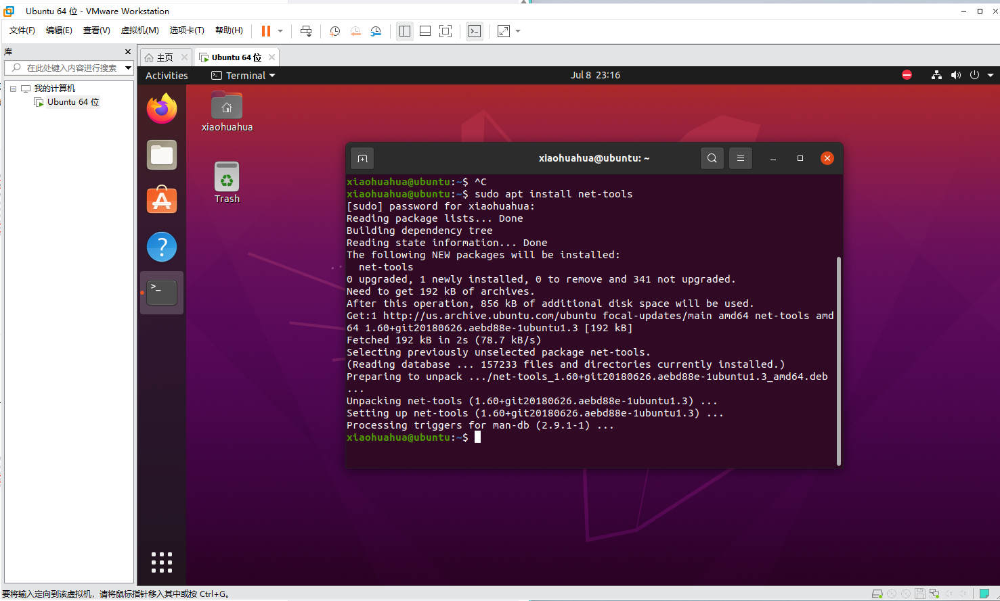 Ubuntu 64 位 - VMware Workstation
文件(F) 编辑(E) 查看(V) 虚拟机(M) 选项卡(T) 帮助(H)
库
在此处键入内容进行搜索
我的计算机
Ubuntu 64 位
主页 Ubuntu 64 位
Activities Terminal Jul 8 23:16
xiaohuahua
Trash
xiaohuahua@ubuntu: ~
xiaohuahua@ubuntu:~$ ^C
xiaohuahua@ubuntu:~$ sudo apt install net-tools
[sudo] password for xiaohuahua:
Reading package lists... Done
Building dependency tree
Reading state information... Done
The following NEW packages will be installed:
  net-tools
0 upgraded, 1 newly installed, 0 to remove and 341 not upgraded.
Need to get 192 kB of archives.
After this operation, 856 kB of additional disk space will be used.
Get:1 http://us.archive.ubuntu.com/ubuntu focal-updates/main amd64 net-tools amd
64 1.60+git20180626.aebd88e-1ubuntu1.3 [192 kB]
Fetched 192 kB in 2s (78.7 kB/s)
Selecting previously unselected package net-tools.
(Reading database ... 157233 files and directories currently installed.)
Preparing to unpack .../net-tools_1.60+git20180626.aebd88e-1ubuntu1.3_amd64.deb
...
Unpacking net-tools (1.60+git20180626.aebd88e-1ubuntu1.3) ...
Setting up net-tools (1.60+git20180626.aebd88e-1ubuntu1.3) ...
Processing triggers for man-db (2.9.1-1) ...
xiaohuahua@ubuntu:~$
要将输入定向到该虚拟机，请将鼠标指针移入其中或按 Ctrl+G。